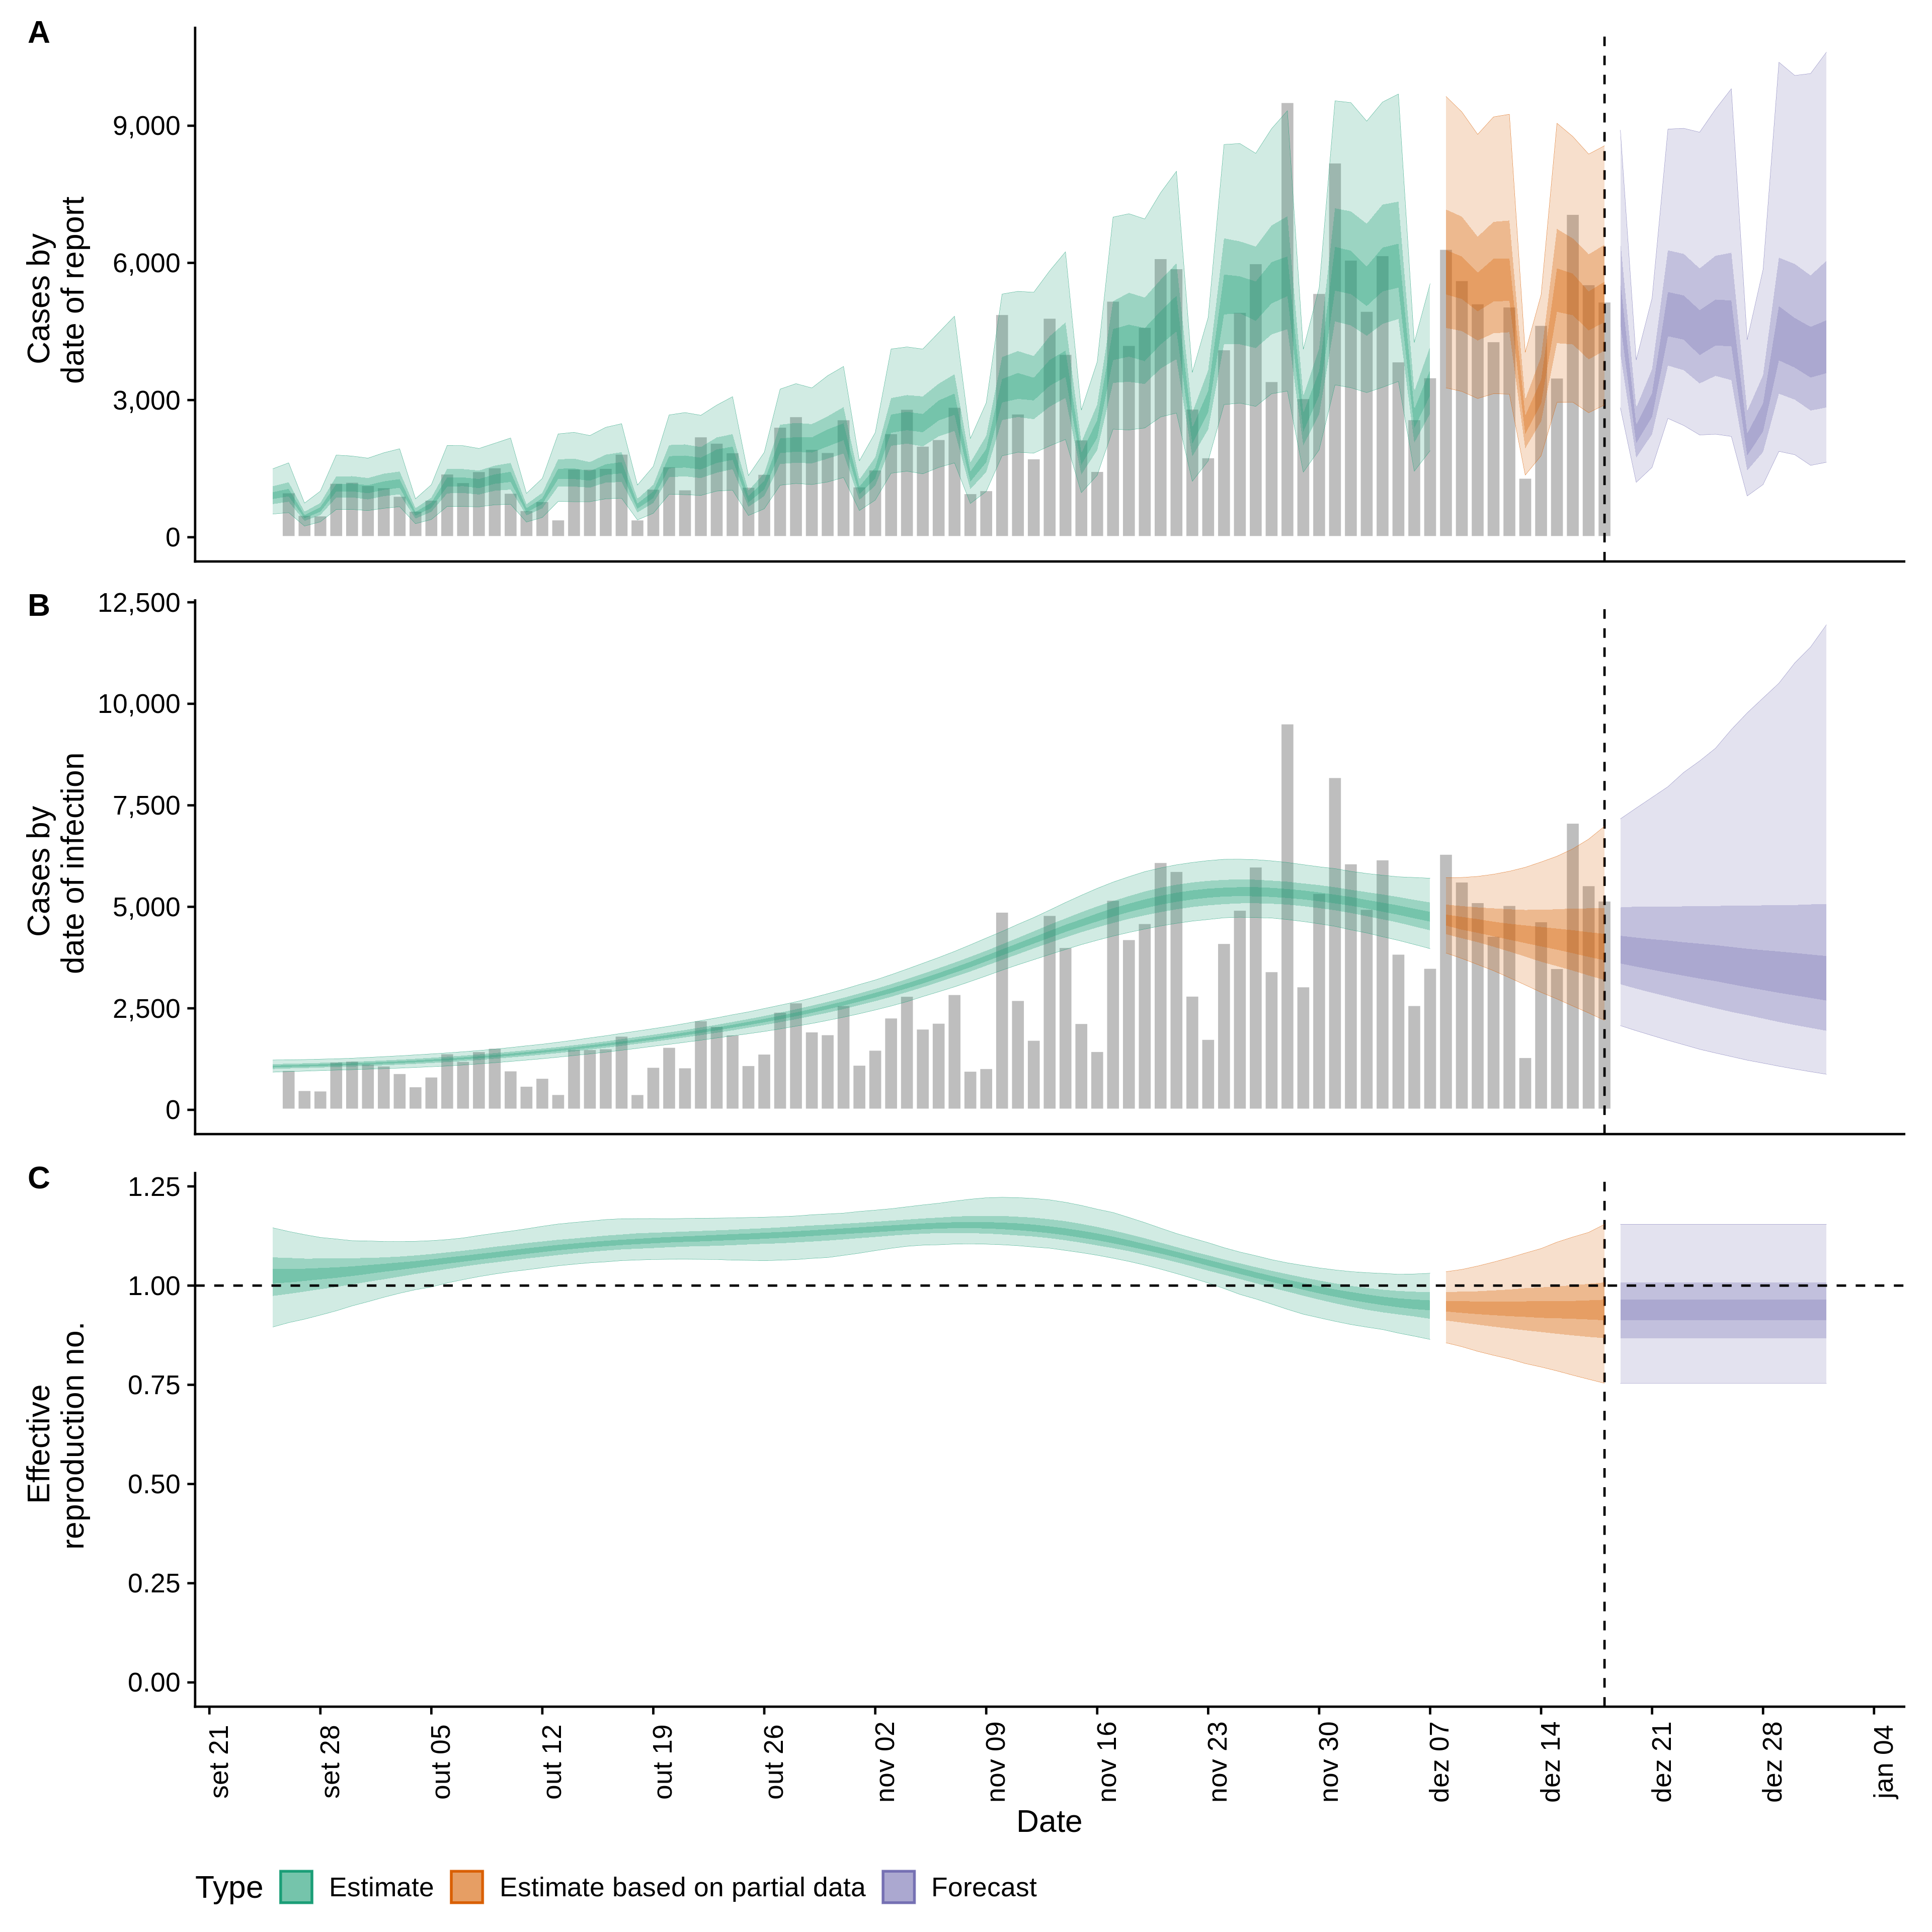 A
Cases by
date of report
9,000
6,000
3,000
0
B
Cases by
date of infection
12,500
10,000
7,500
5,000
2,500
0
C
Effective
reproduction no.
1.25
1.00
0.75
0.50
0.25
0.00
set 21
set 28
out 05
out 12
out 19
out 26
nov 02
nov 09
nov 16
nov 23
nov 30
dez 07
dez 14
dez 21
dez 28
jan 04
Date
Type Estimate Estimate based on partial data Forecast